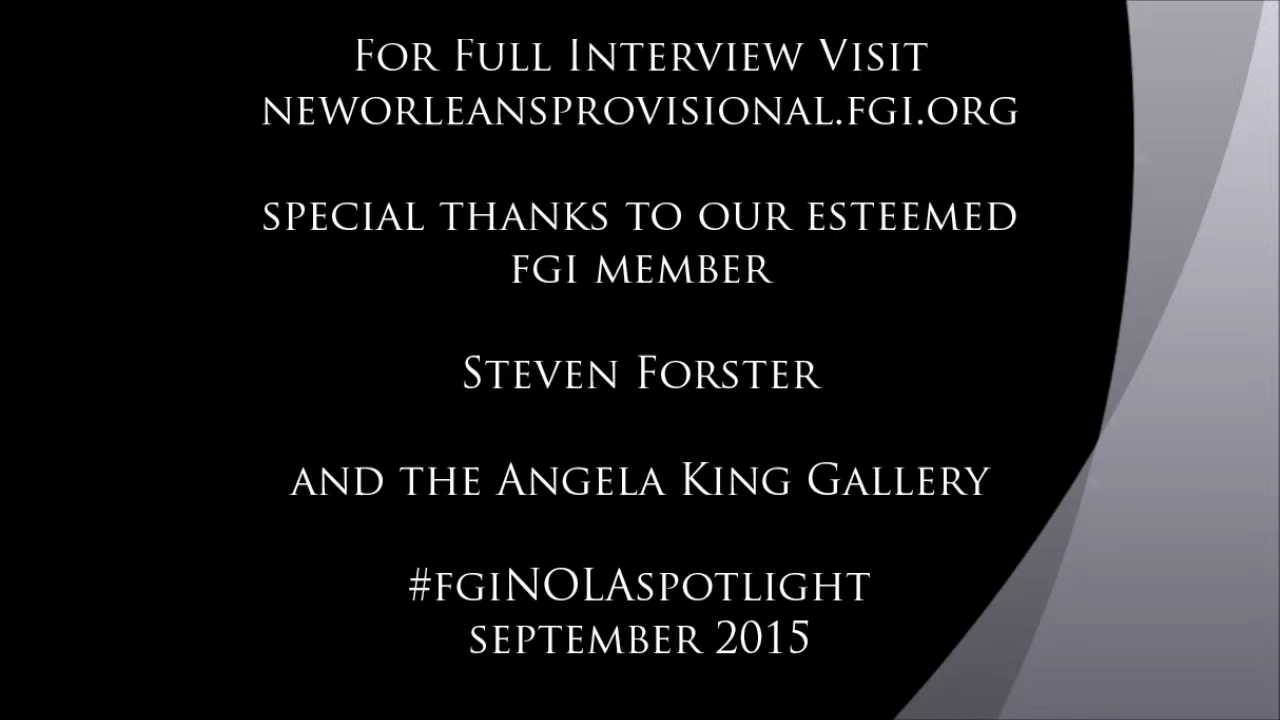 For Full Interview Visit
neworleansprovisional.fgi.org
special thanks to our esteemed
fgi member
Steven Forster
and the Angela King Gallery
#fgiNOLAspotlight
september 2015